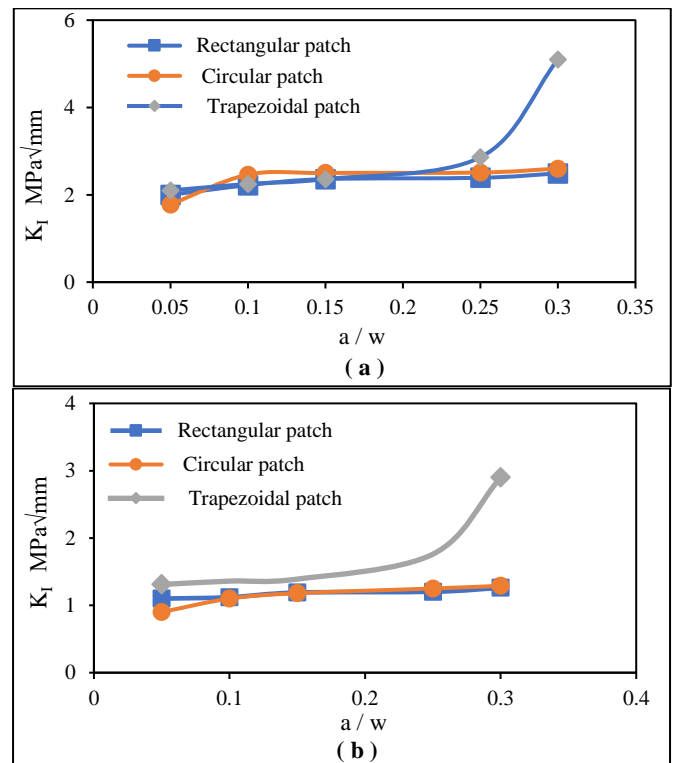 6
Rectangular patch
Circular patch
Trapezoidal patch
4
2
0
K_I MPa√mm
0 0.05 0.1 0.15 0.2 0.25 0.3 0.35
a / w
( a )
4
Rectangular patch
Circular patch
Trapezoidal patch
3
2
1
0
K_I MPa√mm
0 0.1 0.2 0.3 0.4
a / w
( b )